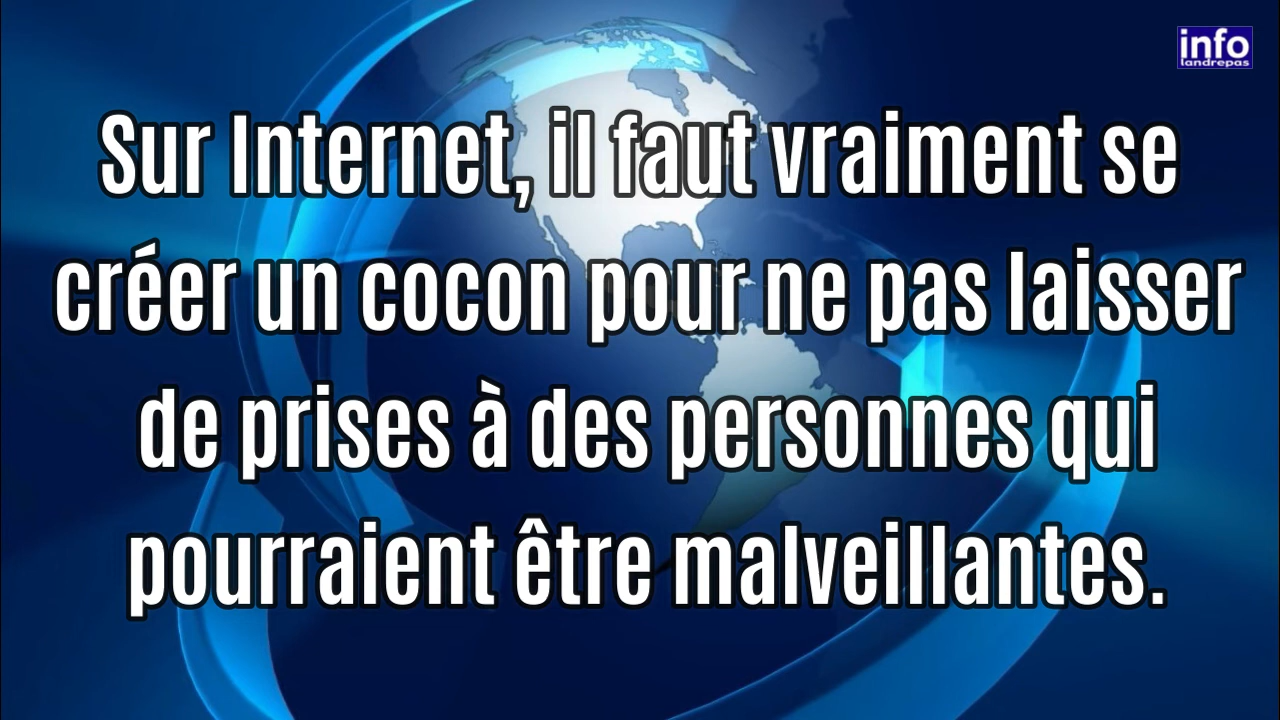 info
landrepas
Sur Internet, il faut vraiment se
créer un cocon pour ne pas laisser
de prises à des personnes qui
pourraient être malveillantes.